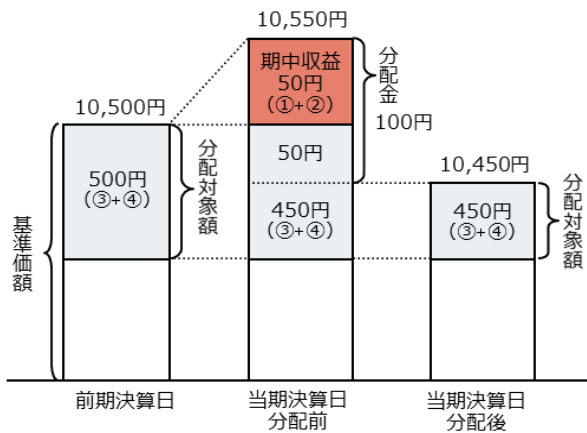 10,550円
期中収益
50円
(①+②)
分配金
100円
10,500円
500円
(③+④)
分配対象額
基準価額
50円
450円
(③+④)
10,450円
450円
(③+④)
分配対象額
前期決算日
当期決算日
分配前
当期決算日
分配後